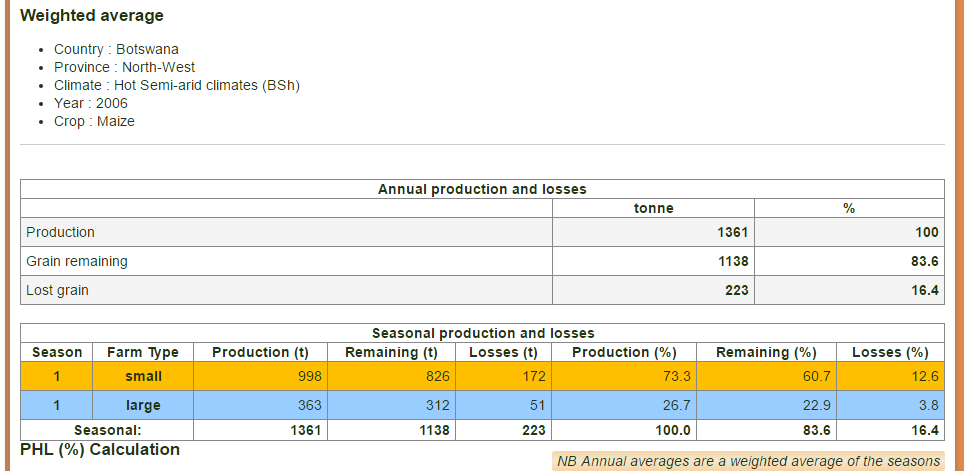 Weighted average
• Country : Botswana
• Province : North-West
• Climate : Hot Semi-arid climates (BSh)
• Year : 2006
• Crop : Maize
Annual production and losses
tonne %
Production 1361 100
Grain remaining 1138 83.6
Lost grain 223 16.4
Seasonal production and losses
Season Farm Type Production (t) Remaining (t) Losses (t) Production (%) Remaining (%) Losses (%)
1 small 998 826 172 73.3 60.7 12.6
1 large 363 312 51 26.7 22.9 3.8
Seasonal: 1361 1138 223 100.0 83.6 16.4
PHL (%) Calculation
NB Annual averages are a weighted average of the seasons